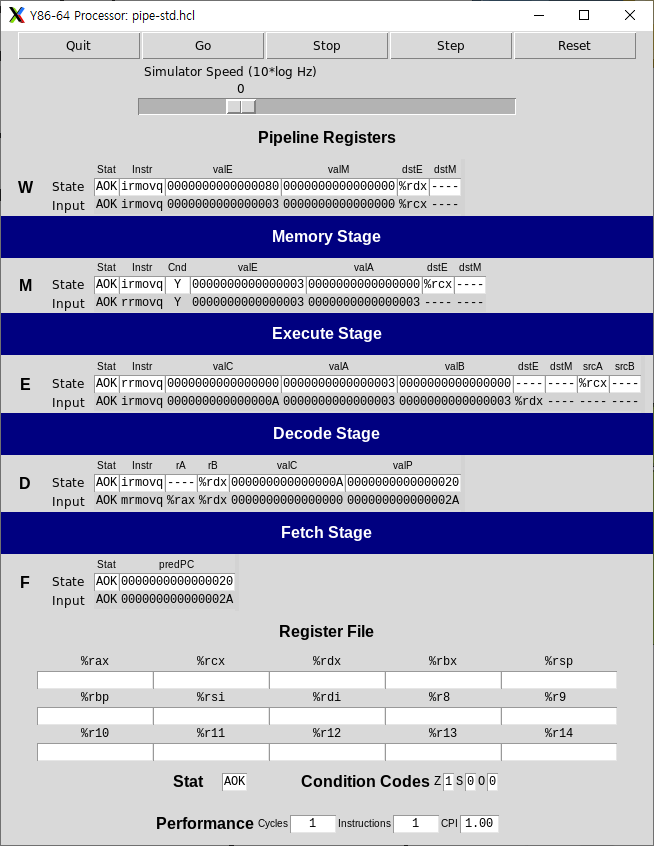 Y86-64 Processor: pipe-std.hcl
Quit Go Stop Step Reset
Simulator Speed (10*log Hz)
0
Pipeline Registers
Stat Instr valE valM dstE dstM
W State AOK irmovq 0000000000000080 0000000000000000 %rdx ----
Input AOK irmovq 0000000000000003 0000000000000000 %rcx ----
Memory Stage
Stat Instr Cnd valE valA dstE dstM
M State AOK irmovq Y 0000000000000003 0000000000000000 %rcx ----
Input AOK rrmovq Y 0000000000000003 0000000000000003 ---- ----
Execute Stage
Stat Instr valC valA valB dstE dstM srcA srcB
E State AOK rrmovq 0000000000000000 0000000000000003 0000000000000000 ---- ---- %rcx ----
Input AOK irmovq 000000000000000A 0000000000000003 0000000000000003 %rdx ---- ---- ----
Decode Stage
Stat Instr rA rB valC valP
D State AOK irmovq ---- %rdx 000000000000000A 0000000000000020
Input AOK mrmovq %rax %rdx 0000000000000000 000000000000002A
Fetch Stage
Stat predPC
F State AOK 0000000000000020
Input AOK 000000000000002A
Register File
%rax %rcx %rdx %rbx %rsp
%rbp %rsi %rdi %r8 %r9
%r10 %r11 %r12 %r13 %r14
Stat AOK Condition Codes Z 1 S 0 O 0
Performance Cycles 1 Instructions 1 CPI 1.00